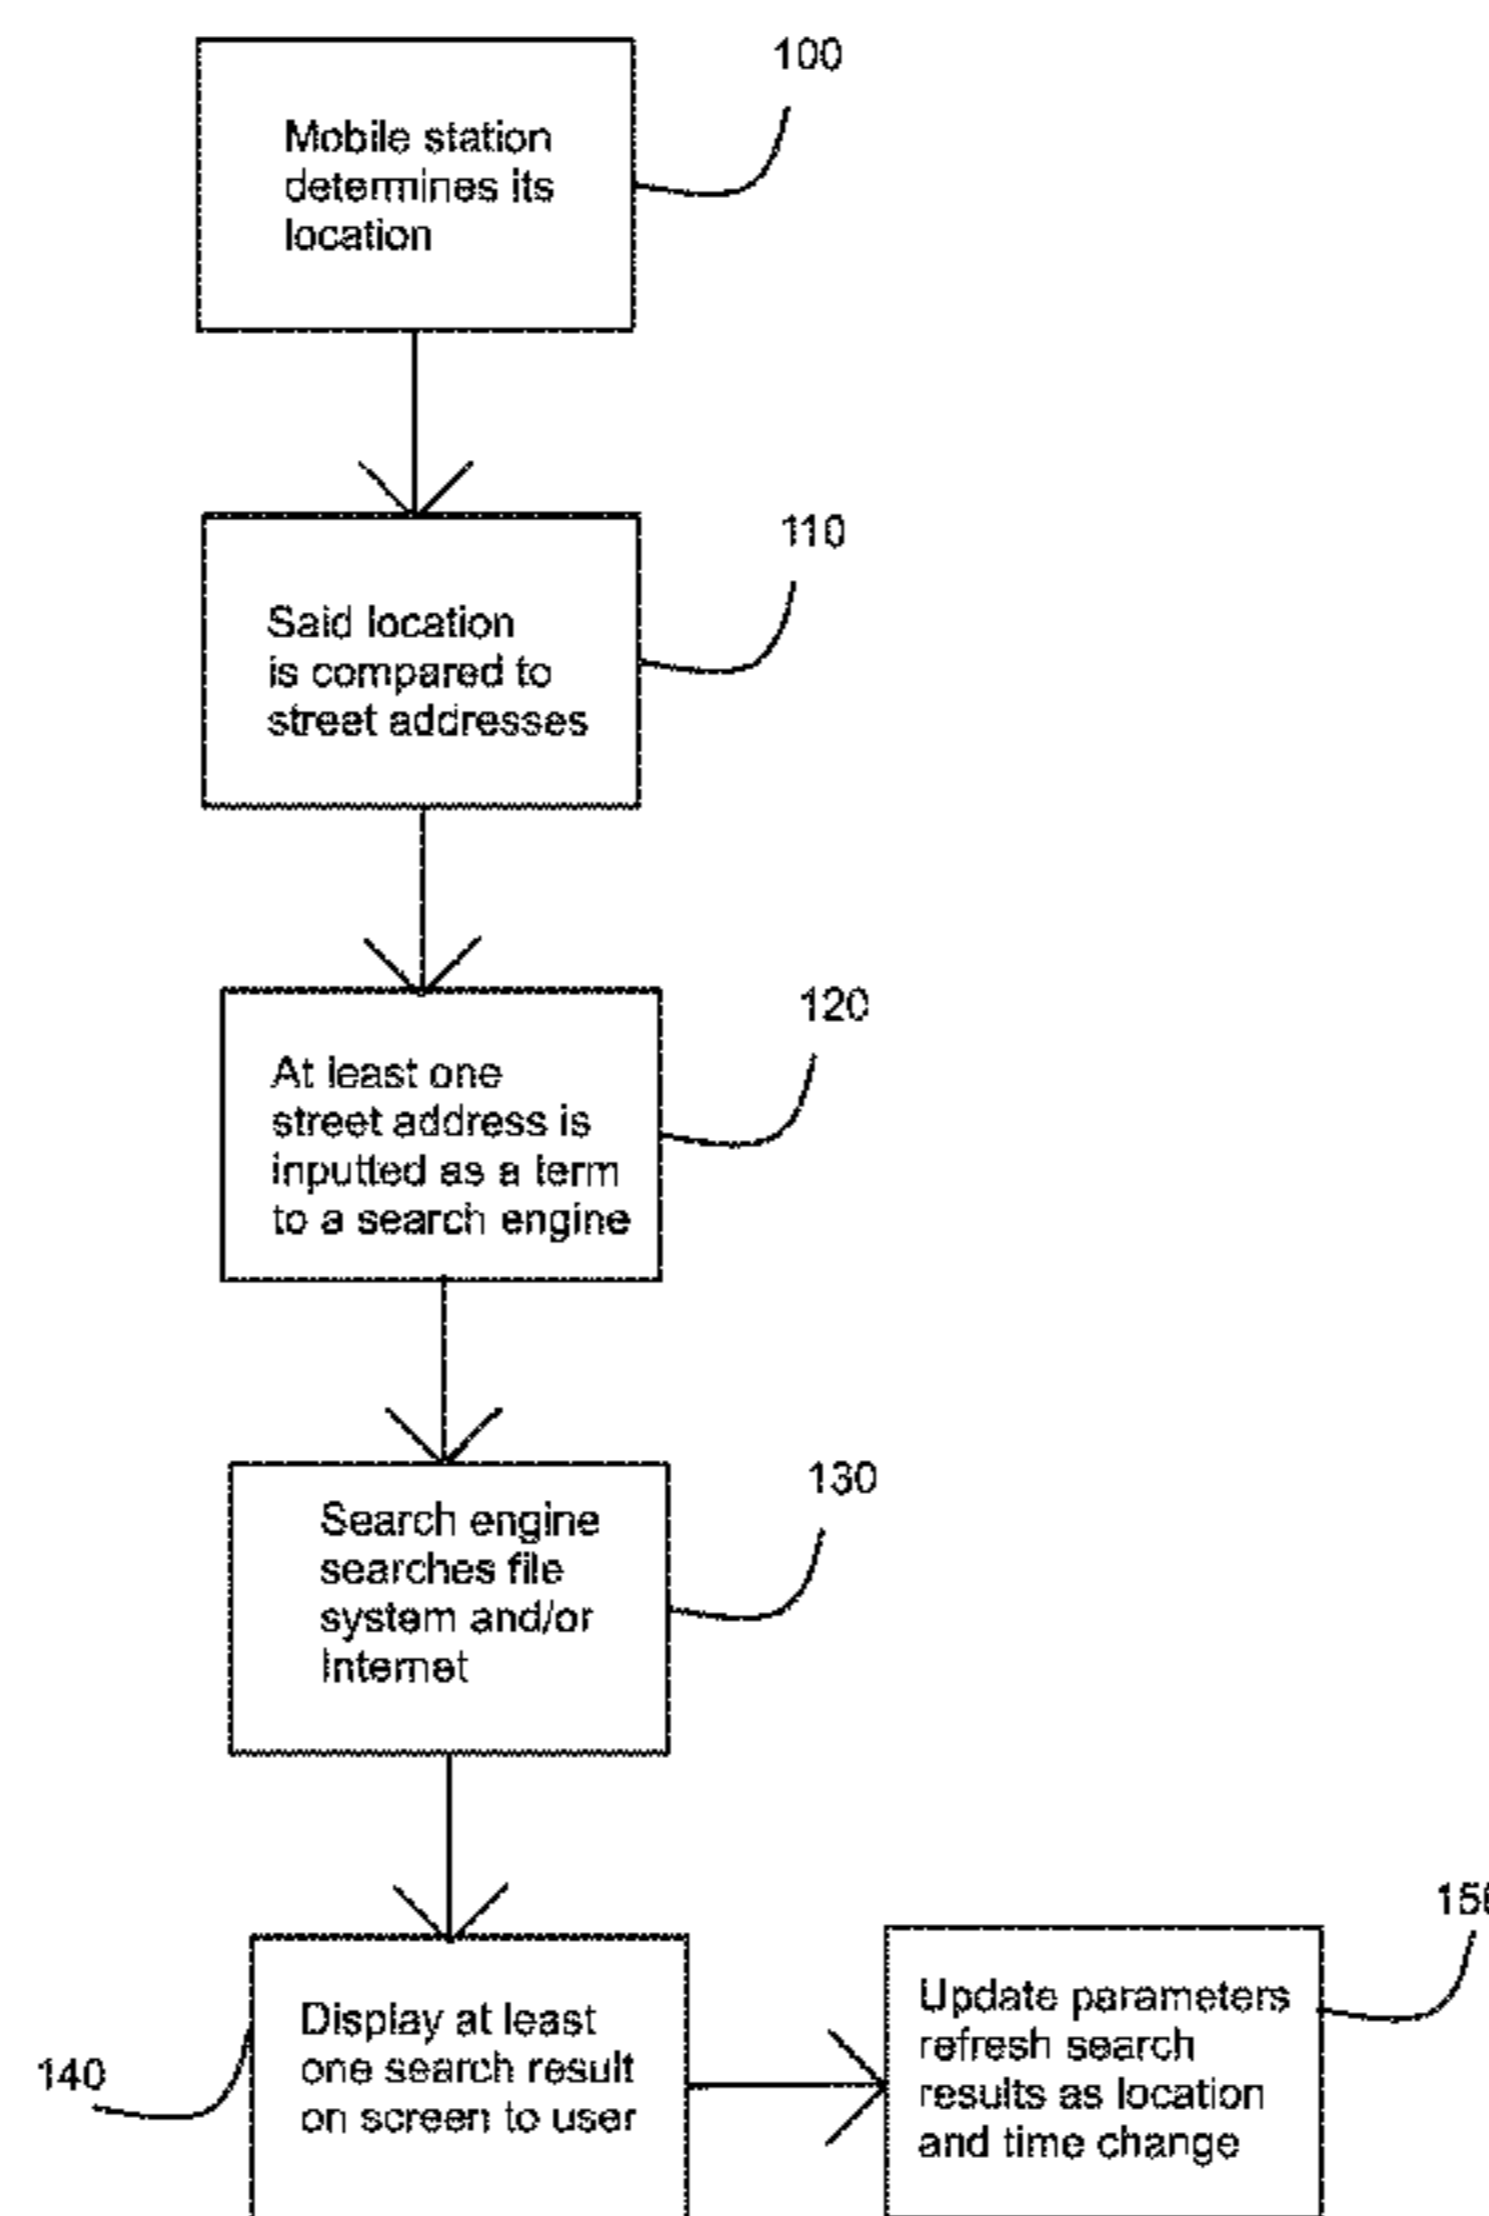 100
Mobile station
determines its
location
110
Said location
is compared to
street addresses
120
At least one
street address is
inputted as a term
to a search engine
130
Search engine
searches file
system and/or
Internet
140
Display at least
one search result
on screen to user
Update parameters
refresh search
results as location
and time change